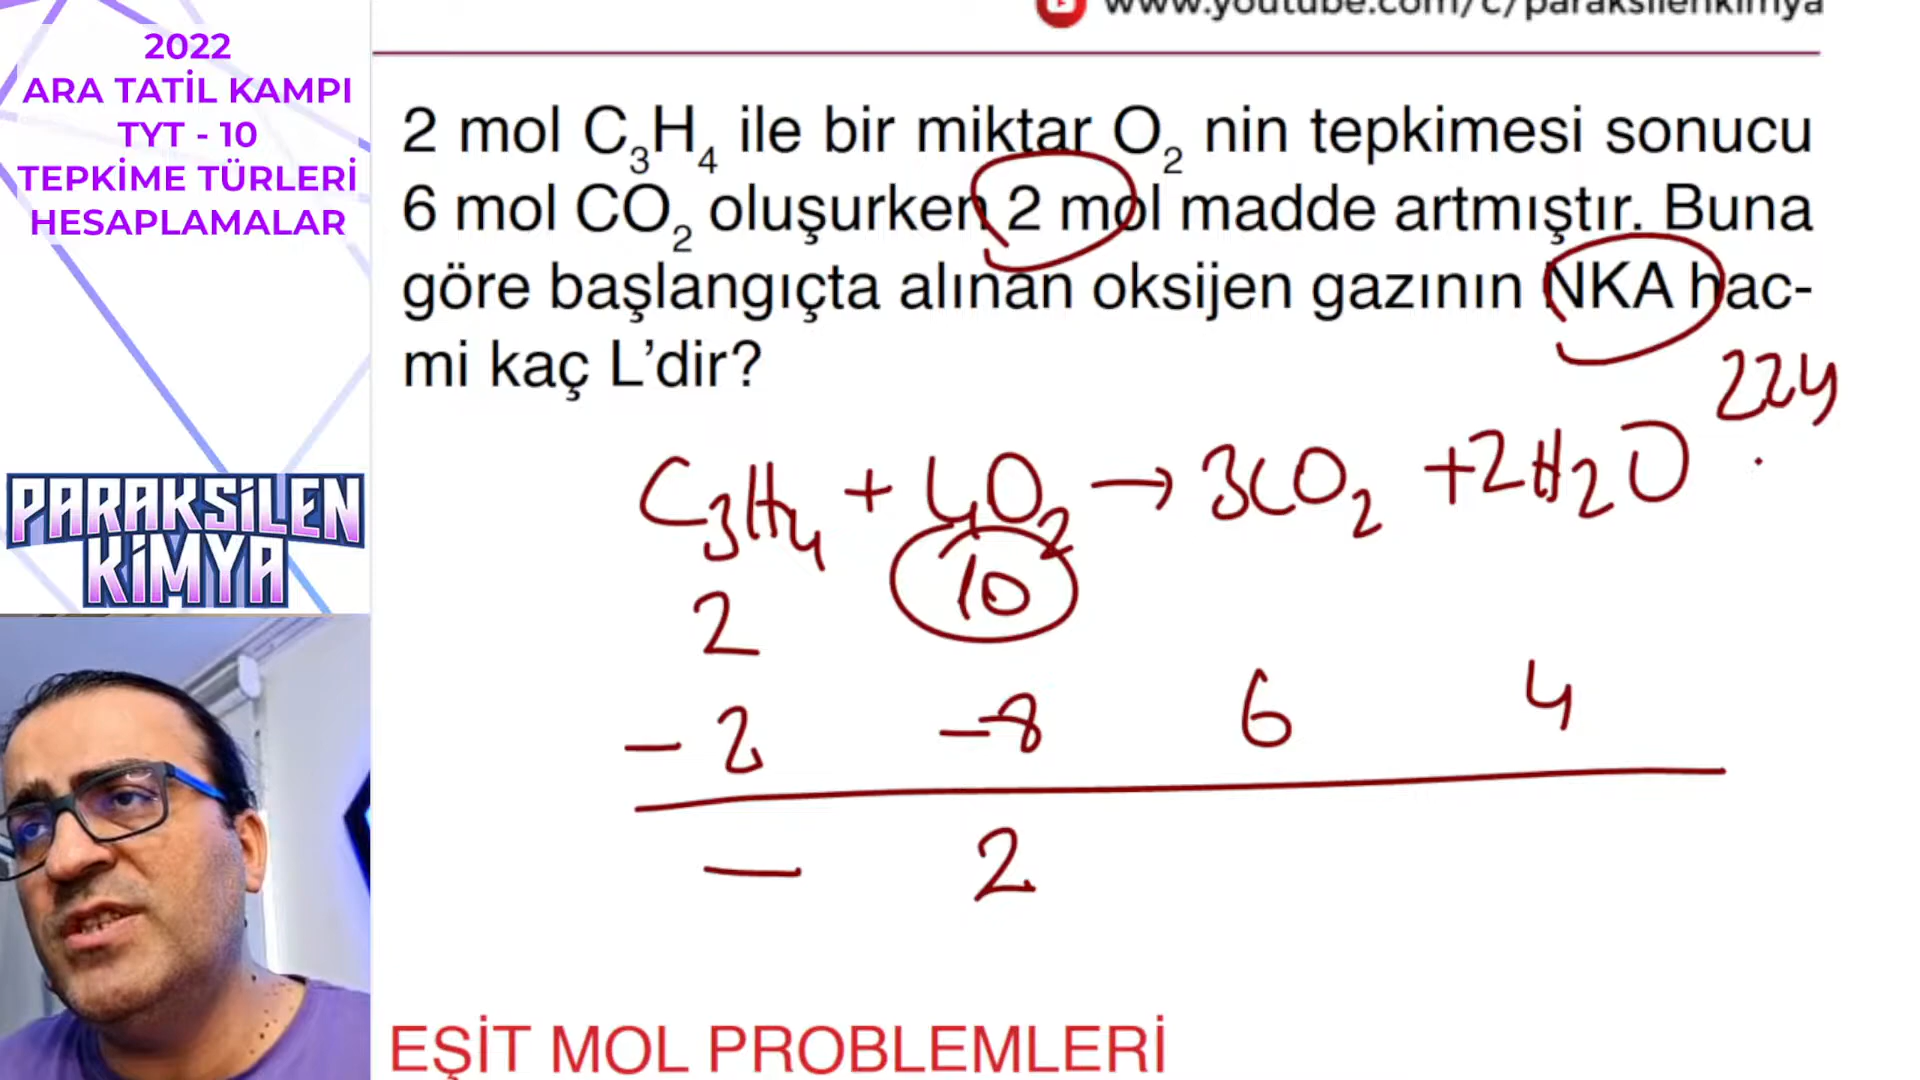 www.youtube.com/c/paraksilenkimya
2022
ARA TATİL KAMPI
TYT - 10
TEPKİME TÜRLERİ
HESAPLAMALAR
2 mol C₃H₄ ile bir miktar O₂ nin tepkimesi sonucu
6 mol CO₂ oluşurken 2 mol madde artmıştır. Buna
göre başlangıçta alınan oksijen gazının NKA hac-
mi kaç L’dir?
224
C₃H₄ + 4O₂ → 3CO₂ + 2H₂O
2 10
-2 -8 6 4
— 2
PARAKSİLEN
KİMYA
EŞİT MOL PROBLEMLERİ